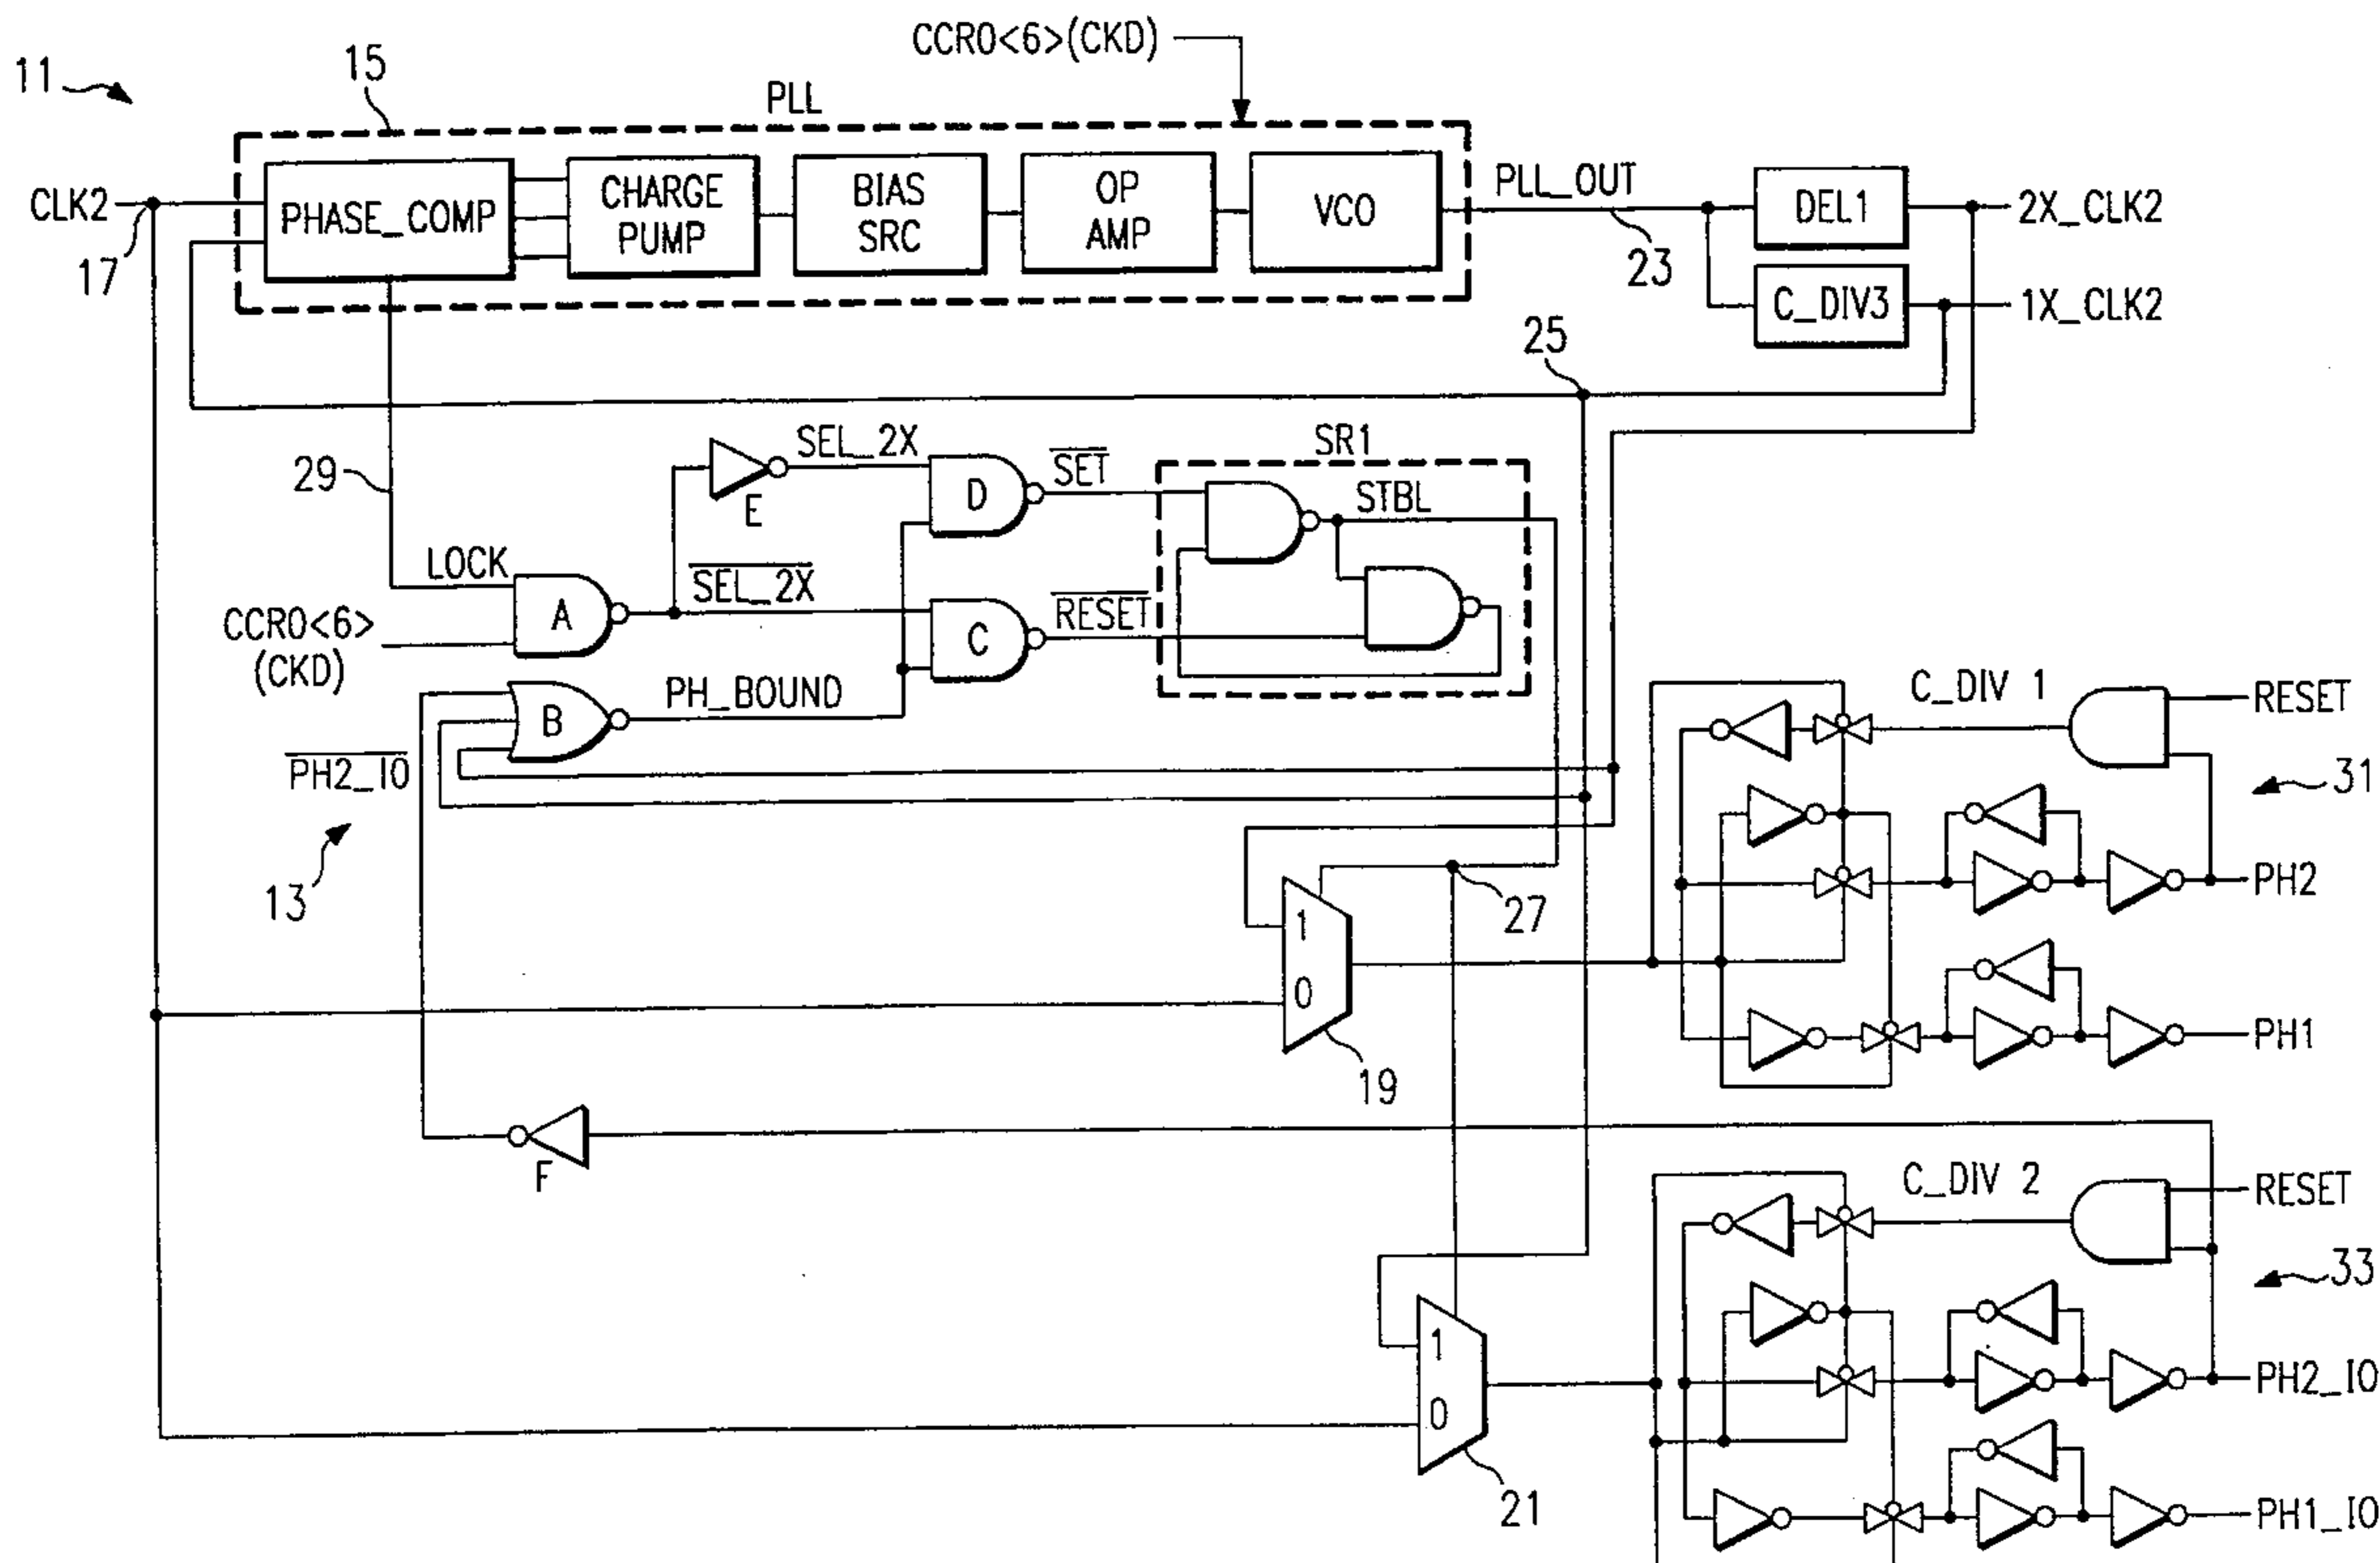 CCR0<6>(CKD)
11
15
PLL
CLK2
17
PHASE_COMP
CHARGE
PUMP
BIAS
SRC
OP
AMP
VCO
PLL_OUT
23
DEL1
2X_CLK2
C_DIV3
1X_CLK2
25
29
SEL_2X
E
D
SET
SR1
STBL
LOCK
CCR0<6>
(CKD)
A
SEL_2X
C
RESET
B
PH_BOUND
PH2_IO
13
C_DIV 1
RESET
31
PH2
PH1
1
0
27
19
F
C_DIV 2
RESET
33
PH2_IO
PH1_IO
1
0
21